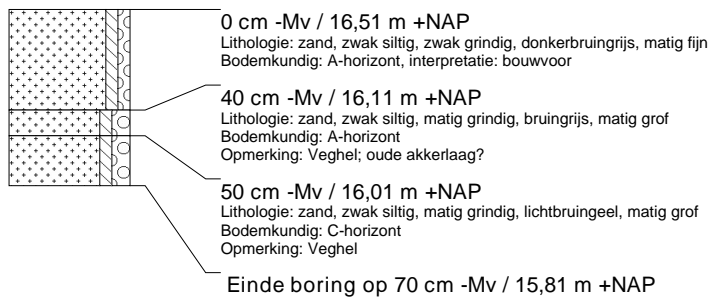 0 cm -Mv / 16,51 m +NAP
Lithologie: zand, zwak siltig, zwak grindig, donkerbruingrijs, matig fijn
Bodemkundig: A-horizont, interpretatie: bouwvoor
40 cm -Mv / 16,11 m +NAP
Lithologie: zand, zwak siltig, matig grindig, bruingrijs, matig grof
Bodemkundig: A-horizont
Opmerking: Veghel; oude akkerlaag?
50 cm -Mv / 16,01 m +NAP
Lithologie: zand, zwak siltig, matig grindig, lichtbruingeel, matig grof
Bodemkundig: C-horizont
Opmerking: Veghel
Einde boring op 70 cm -Mv / 15,81 m +NAP